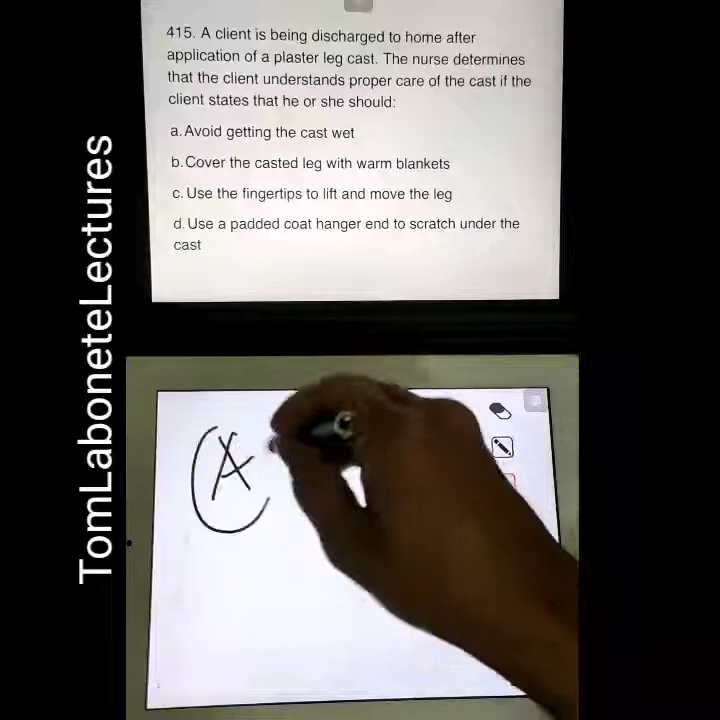 415. A client is being discharged to home after
application of a plaster leg cast. The nurse determines
that the client understands proper care of the cast if the
client states that he or she should:
a. Avoid getting the cast wet
b. Cover the casted leg with warm blankets
c. Use the fingertips to lift and move the leg
d. Use a padded coat hanger end to scratch under the
cast
TomLaboneteLectures
A